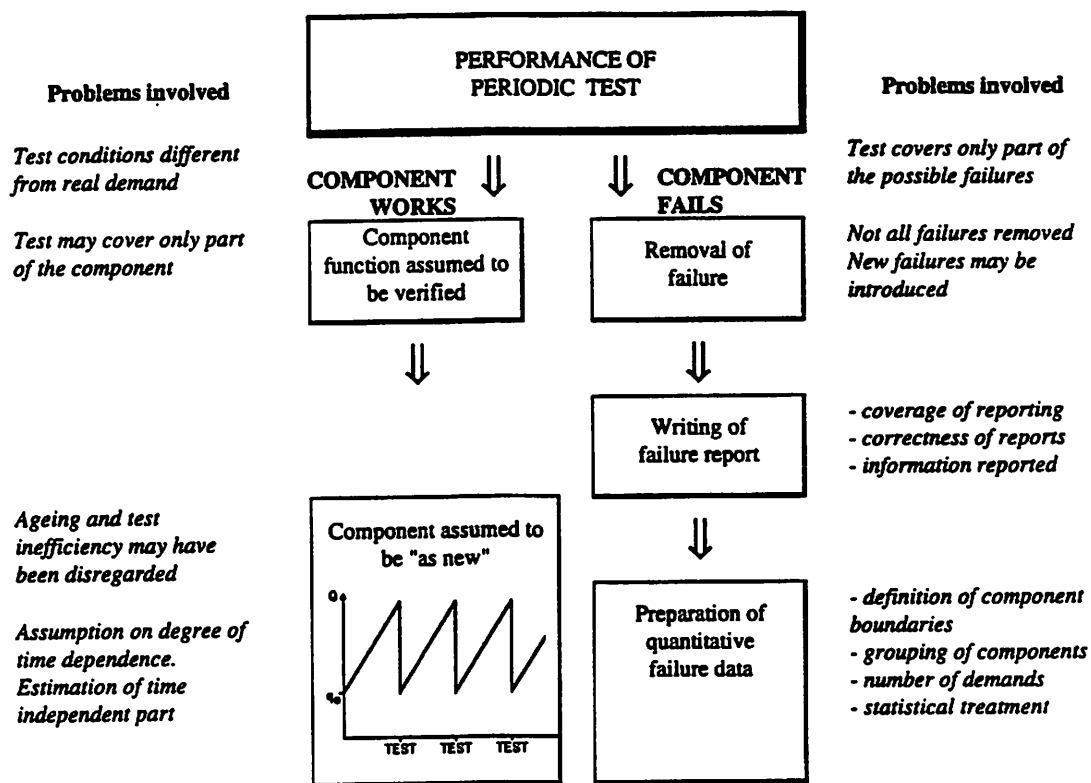 PERFORMANCE OF
PERIODIC TEST
Problems involved
Test conditions different
from real demand
Test may cover only part
of the component
Ageing and test
inefficiency may have
been disregarded
Assumption on degree of
time dependence.
Estimation of time
independent part
COMPONENT
WORKS
Component
function assumed to
be verified
Component assumed to
be "as new"
Q
q₀
TEST
TEST
TEST
COMPONENT
FAILS
Removal of
failure
Writing of
failure report
Preparation of
quantitative
failure data
Problems involved
Test covers only part of
the possible failures
Not all failures removed
New failures may be
introduced
- coverage of reporting
- correctness of reports
- information reported
- definition of component
boundaries
- grouping of components
- number of demands
- statistical treatment